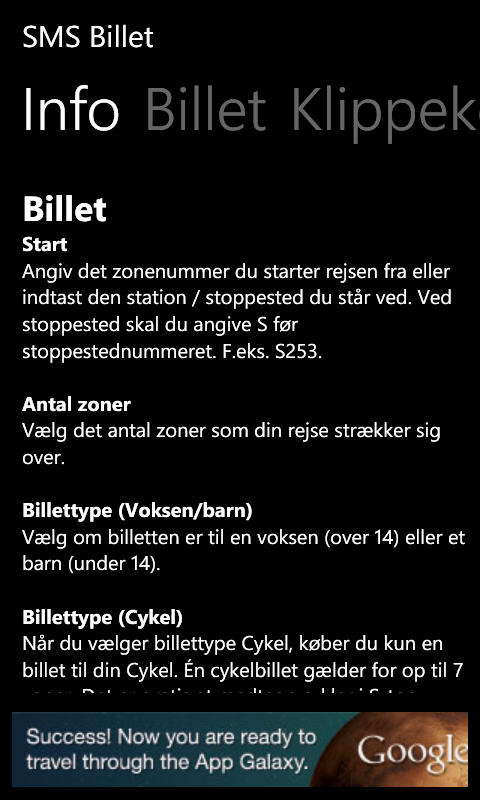 SMS Billet
Info Billet Klippek
Billet
Start
Angiv det zonenummer du starter rejsen fra eller
indtast den station / stoppested du står ved. Ved
stoppested skal du angive S før
stoppestednummeret. F.eks. S253.
Antal zoner
Vælg det antal zoner som din rejse strækker sig
over.
Billettype (Voksen/barn)
Vælg om billetten er til en voksen (over 14) eller et
barn (under 14).
Billettype (Cykel)
Når du vælger billettype Cykel, køber du kun en
billet til din Cykel. Én cykelbillet gælder for op til 7
Success! Now you are ready to
travel through the App Galaxy.
Google